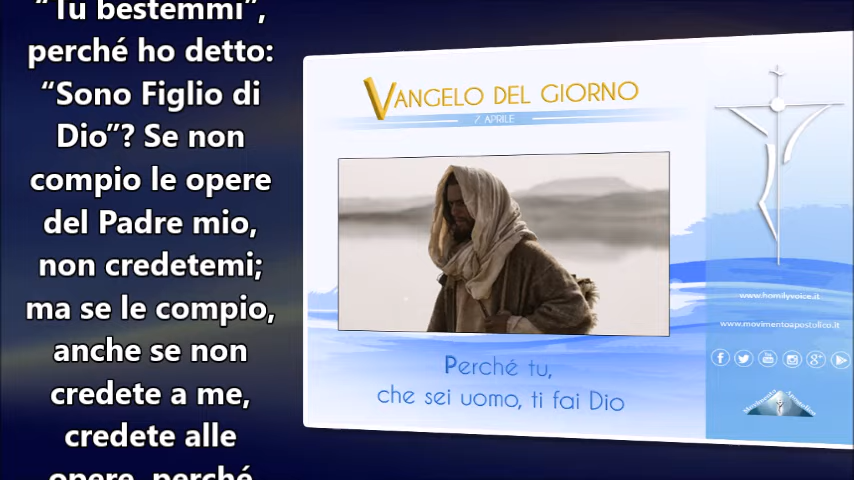 “Tu bestemmi”,
perché ho detto:
“Sono Figlio di
Dio”? Se non
compio le opere
del Padre mio,
non credetemi;
ma se le compio,
anche se non
credete a me,
credete alle
opere, perché
VANGELO DEL GIORNO
7 APRILE
Perché tu,
che sei uomo, ti fai Dio
www.homilyvoice.it
www.movimentoapostolico.it